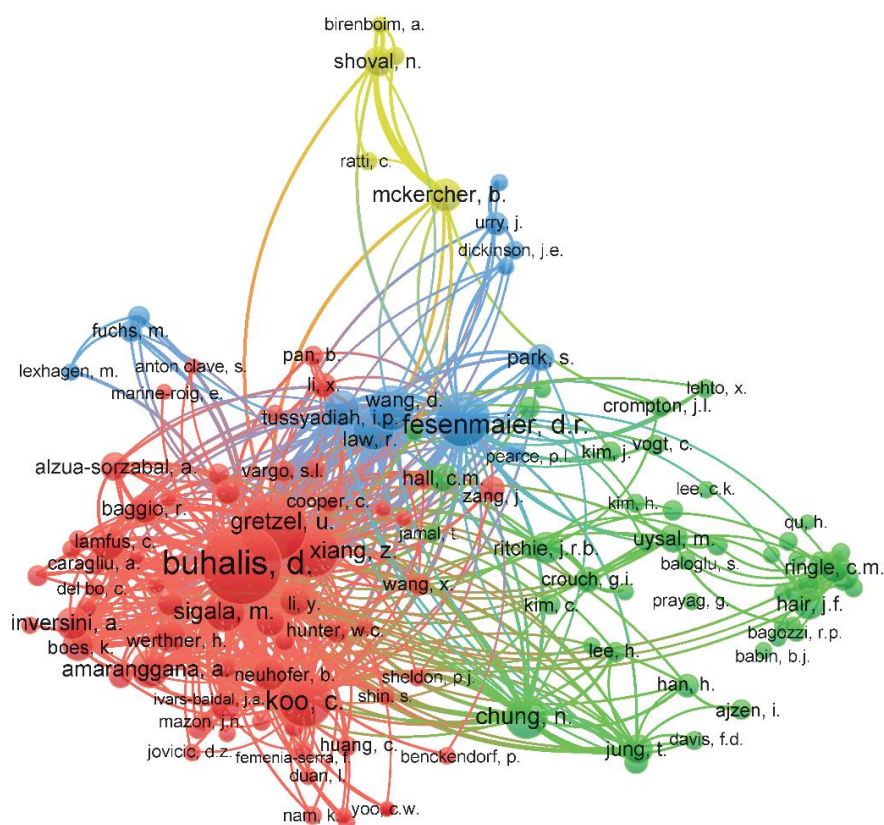 birenboim, a.
shoval, n.
ratti, c.
mckercher, b.
urry, j.
dickinson, j.e.
fuchs, m.
lexhagen, m.
anton clave, s.
marine-roig, e.
pan, b.
li, x.
park, s.
wang, d.
tussyadiah, i.p.
fesenmaier, d.r.
law, r.
lehto, x.
crompton, j.l.
vogt, c.
kim, j.
pearce, p.l.
alzua-sorzabal, a.
vargo, s.l.
hall, c.m.
zang, j.
lee, c.k.
kim, h.
cooper, c.
baggio, r.
gretzel, u.
jamal, t.
qu, h.
lamfus, c.
xiang, z.
ritchie, j.r.b.
uysal, m.
caragliu, a.
buhalis, d.
baloglu, s.
ringle, c.m.
del bo, c.
wang, x.
crouch, g.i.
li, y.
kim, c.
prayag, g.
hair, j.f.
sigala, m.
inversini, a.
hunter, w.c.
bagozzi, r.p.
boes, k.
werthner, h.
lee, h.
babin, b.j.
amaranggana, a.
neuhofer, b.
sheldon, p.j.
han, h.
ivars-baidal, j.a.
koo, c.
shin, s.
mazon, j.n.
chung, n.
ajzen, i.
jovicic, d.z.
huang, c.
davis, f.d.
femenia-serra, f.
benckendorf, p.
jung, t.
duan, l.
nam, k.
yoo, c.w.